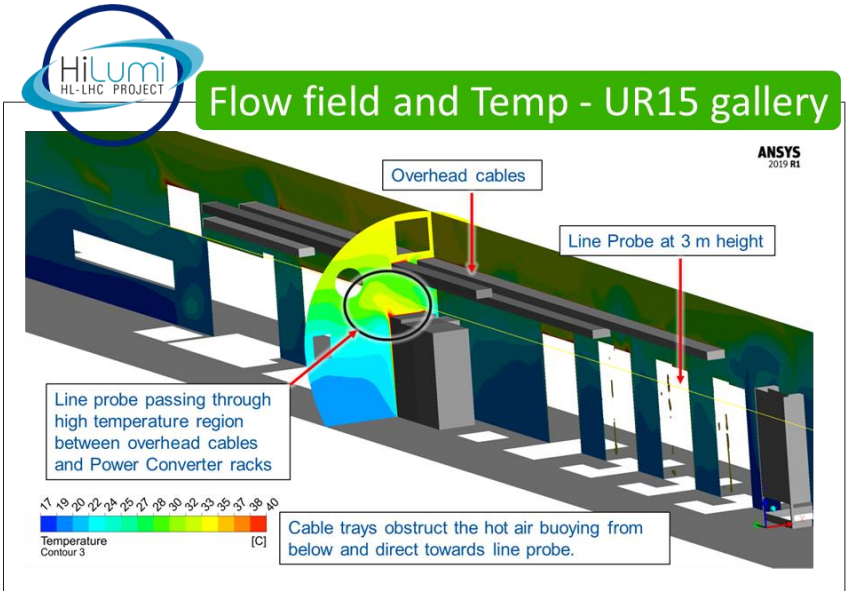 HiLumi
HL-LHC PROJECT
Flow field and Temp - UR15 gallery
ANSYS
2019 R1
Overhead cables
Line Probe at 3 m height
Line probe passing through
high temperature region
between overhead cables
and Power Converter racks
17 19 20 22 24 25 27 28 30 32 33 35 37 38 40
Temperature [C]
Contour 3
Cable trays obstruct the hot air buoying from
below and direct towards line probe.